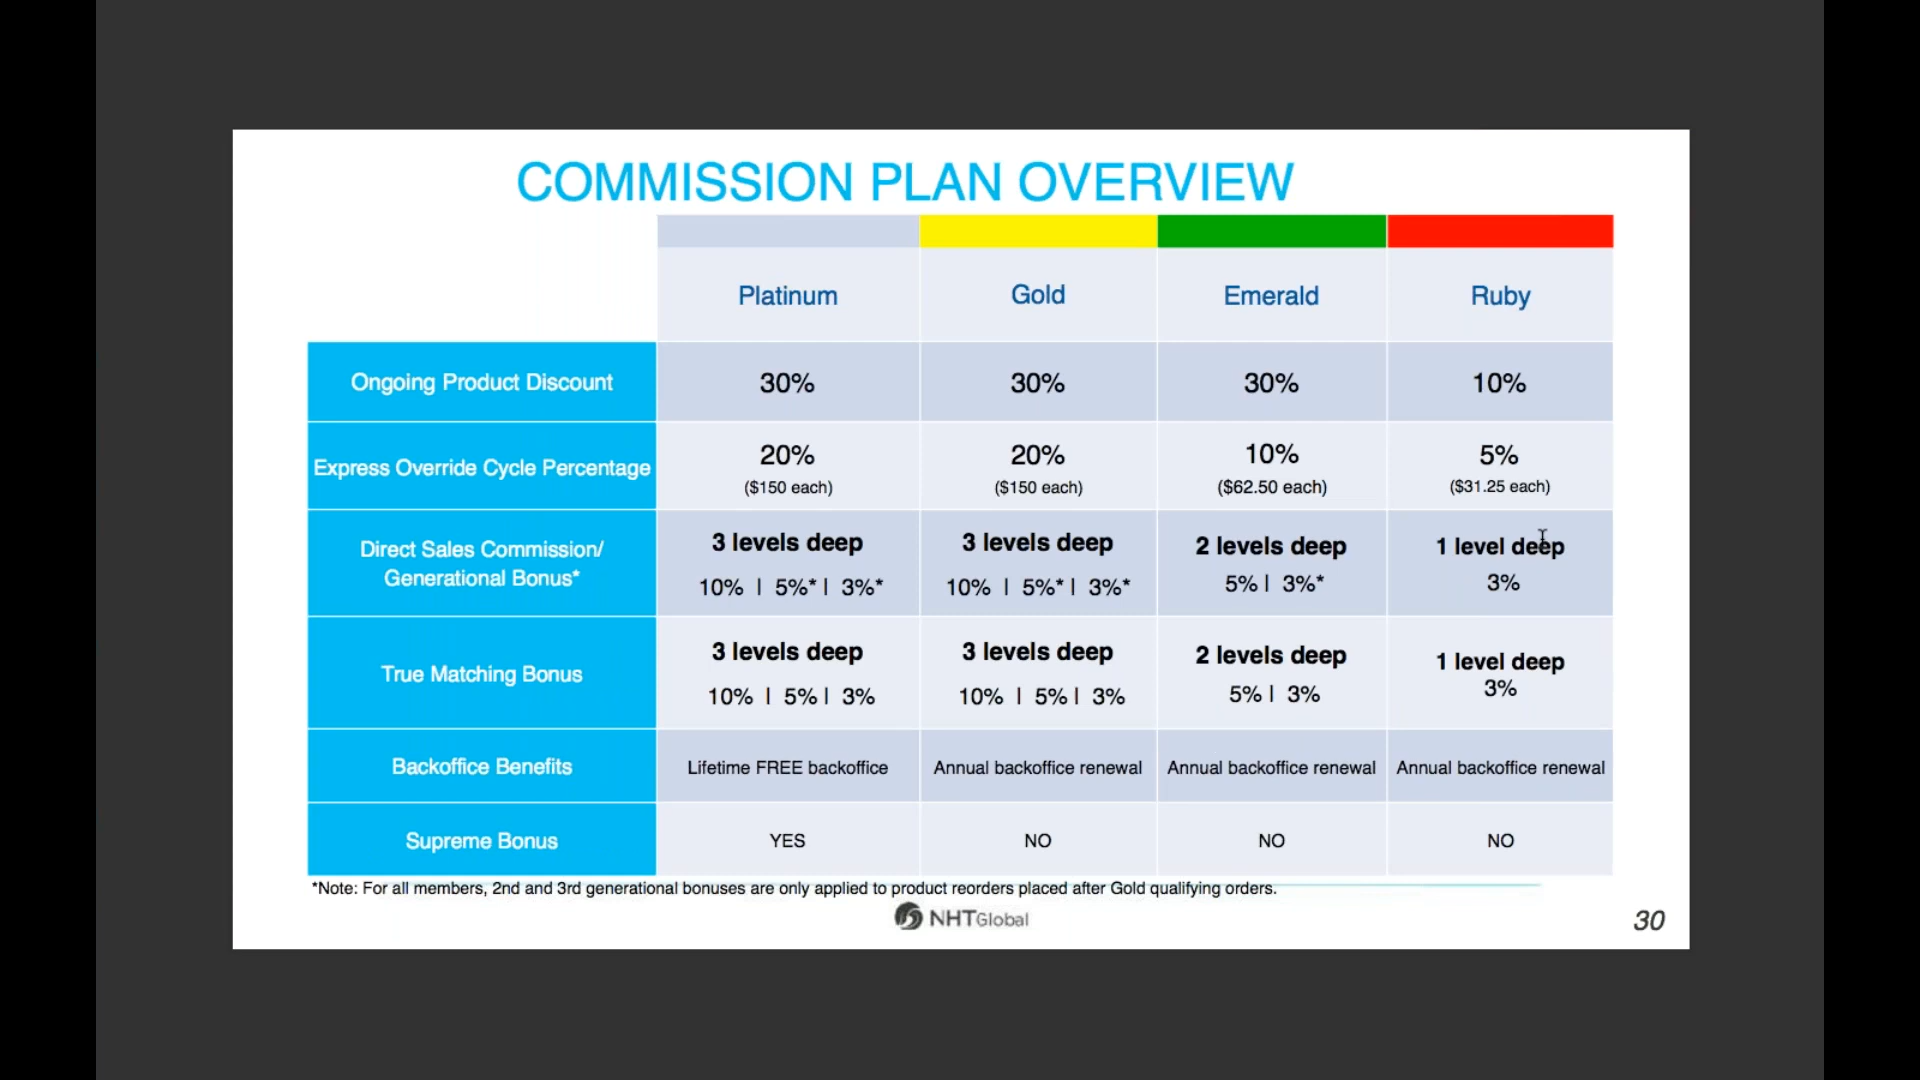 COMMISSION PLAN OVERVIEW
Platinum Gold Emerald Ruby
Ongoing Product Discount 30% 30% 30% 10%
Express Override Cycle Percentage 20% 20% 10% 5%
($150 each) ($150 each) ($62.50 each) ($31.25 each)
Direct Sales Commission/ 3 levels deep 3 levels deep 2 levels deep 1 level deep
Generational Bonus* 10% | 5%* | 3%* 10% | 5%* | 3%* 5% | 3%* 3%
True Matching Bonus 3 levels deep 3 levels deep 2 levels deep 1 level deep
10% | 5% | 3% 10% | 5% | 3% 5% | 3% 3%
Backoffice Benefits Lifetime FREE backoffice Annual backoffice renewal Annual backoffice renewal Annual backoffice renewal
Supreme Bonus YES NO NO NO
*Note: For all members, 2nd and 3rd generational bonuses are only applied to product reorders placed after Gold qualifying orders.
NHTGlobal
30